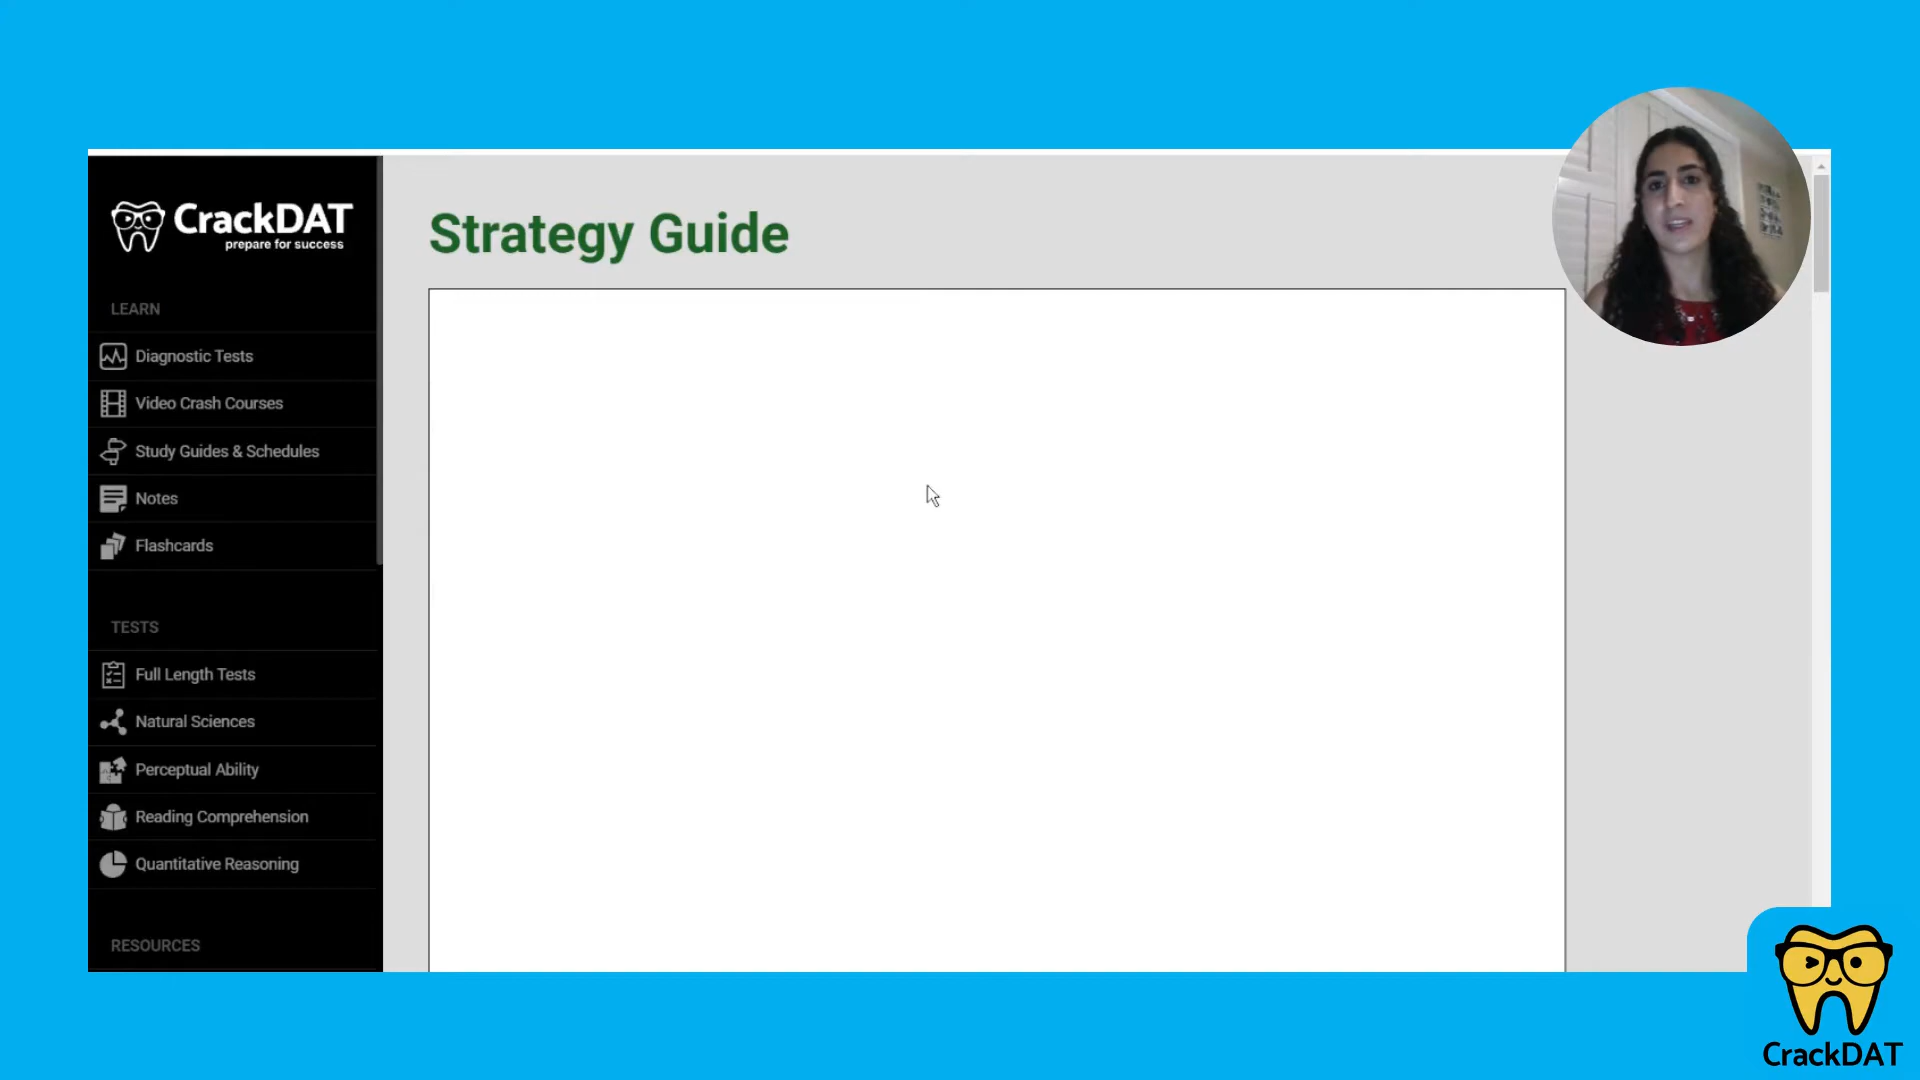 CrackDAT
prepare for success
LEARN
Diagnostic Tests
Video Crash Courses
Study Guides & Schedules
Notes
Flashcards
TESTS
Full Length Tests
Natural Sciences
Perceptual Ability
Reading Comprehension
Quantitative Reasoning
RESOURCES
Strategy Guide
CrackDAT